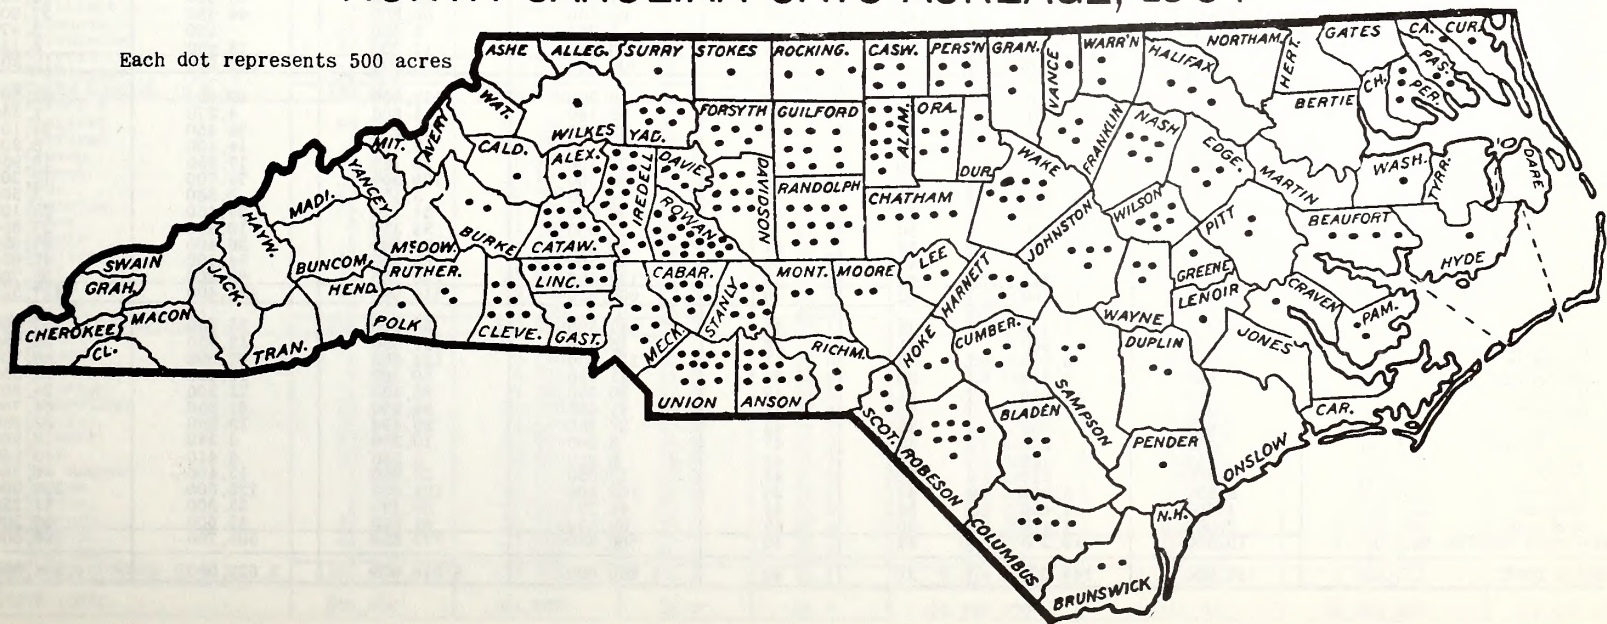 NORTH CAROLINA OATS ACREAGE, 1984
Each dot represents 500 acres
ASHE
ALLEG.
SURRY
STOKES
ROCKING.
CASW.
PERS'N
GRAN.
VANCE
WARR'N
HALIFAX
NORTHAM.
HERT.
GATES
CA.
CUR.
PAS.
PER.
CH.
BERTIE
WAT.
WILKES
YAD.
FORSYTH
GUILFORD
ALAM.
ORA.
DUR.
FRANKLIN
NASH
EDGE.
MARTIN
WASH.
TYRR.
DARE
AVERY
MIT.
YANCEY
CALD.
ALEX.
IREDELL
DAVIE
DAVIDSON
RANDOLPH
CHATHAM
WAKE
JOHNSTON
WILSON
PITT
BEAUFORT
HYDE
MADI.
HAYW.
BUNCOM.
McDOW.
BURKE
CATAW.
ROWAN
SWAIN
GRAH.
JACK.
HEND.
RUTHER.
CLEVE.
LINC.
GAST.
CABAR.
STANLY
MONT.
MOORE
LEE
HARNETT
GREENE
LENOIR
CRAVEN
PAM.
CHEROKEE
MACON
CL.
TRAN.
POLK
MECK.
UNION
ANSON
RICHM.
HOKE
CUMBER.
WAYNE
DUPLIN
JONES
CAR.
SCOT.
ROBESON
BLADEN
SAMPSON
PENDER
ONSLOW
COLUMBUS
N.H.
BRUNSWICK